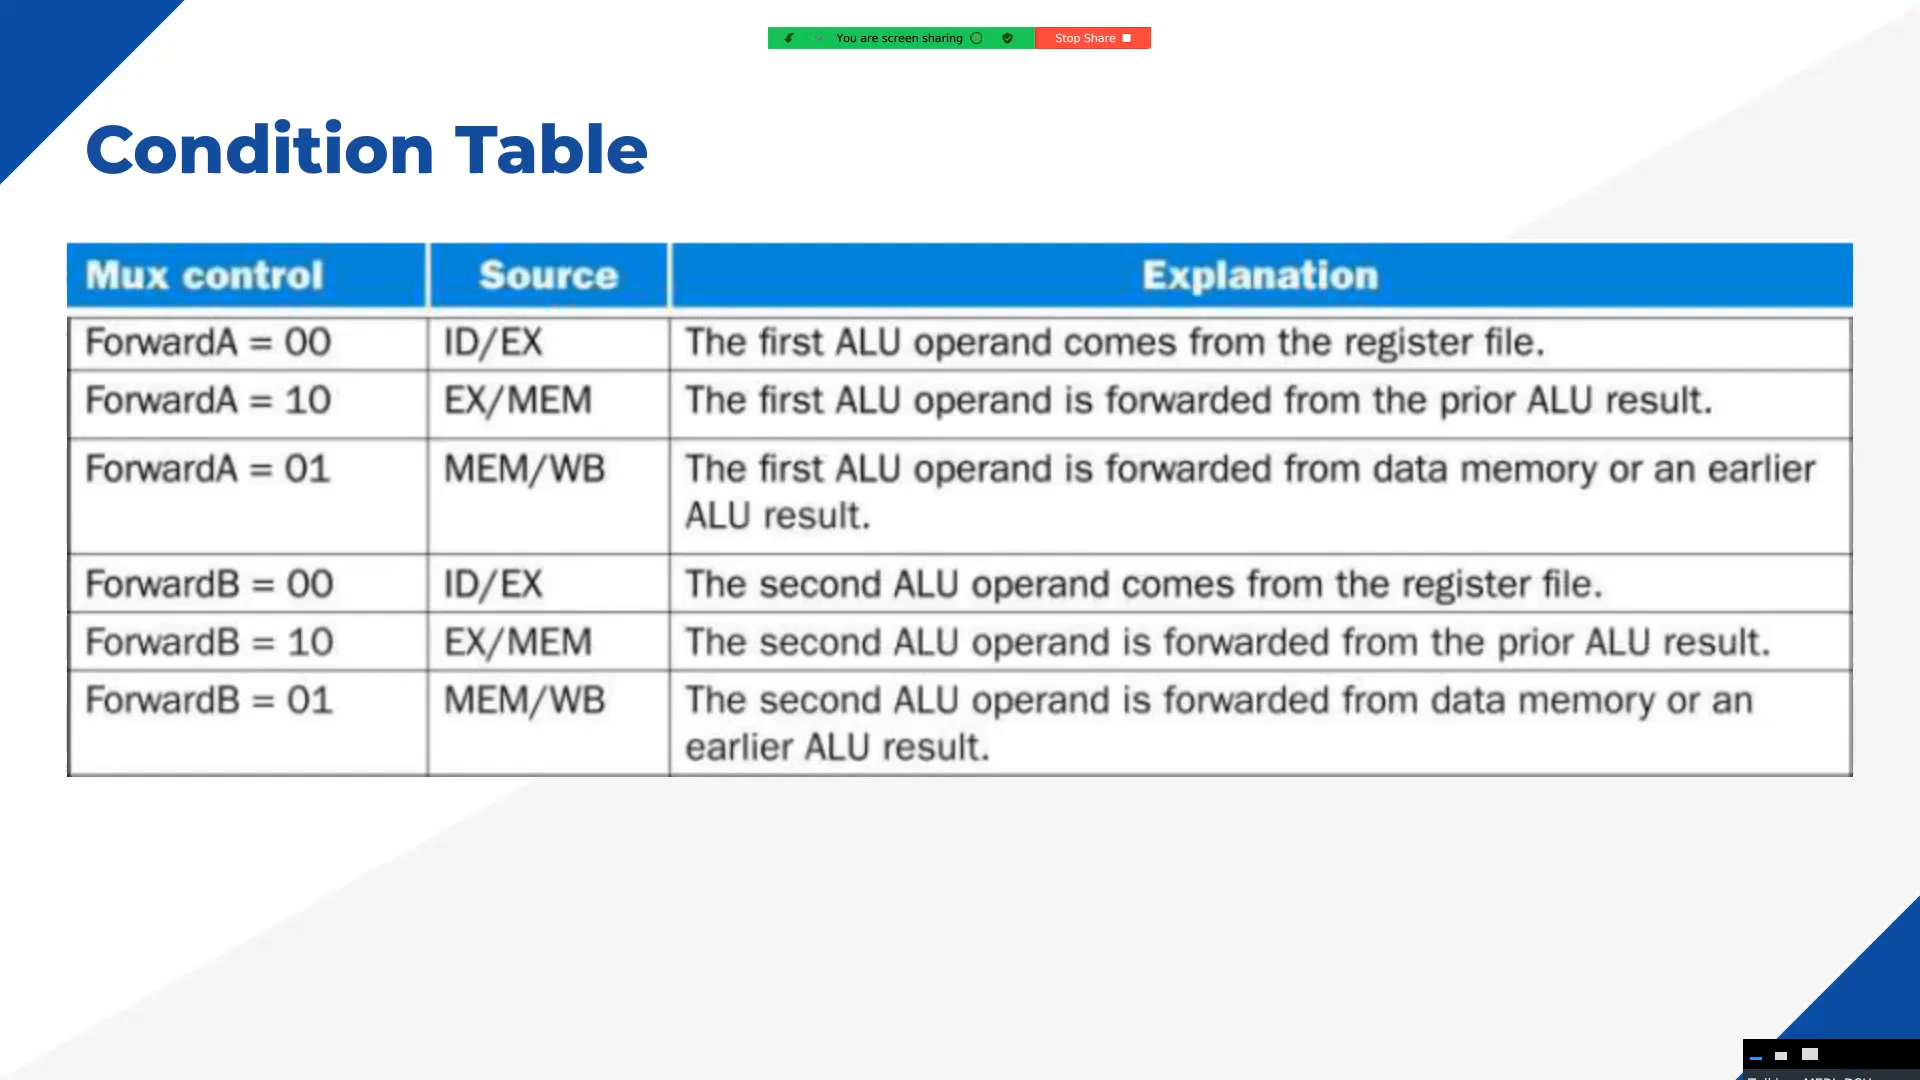 You are screen sharing
Stop Share
Condition Table
Mux control Source Explanation
ForwardA = 00 ID/EX The first ALU operand comes from the register file.
ForwardA = 10 EX/MEM The first ALU operand is forwarded from the prior ALU result.
ForwardA = 01 MEM/WB The first ALU operand is forwarded from data memory or an earlier
ALU result.
ForwardB = 00 ID/EX The second ALU operand comes from the register file.
ForwardB = 10 EX/MEM The second ALU operand is forwarded from the prior ALU result.
ForwardB = 01 MEM/WB The second ALU operand is forwarded from data memory or an
earlier ALU result.